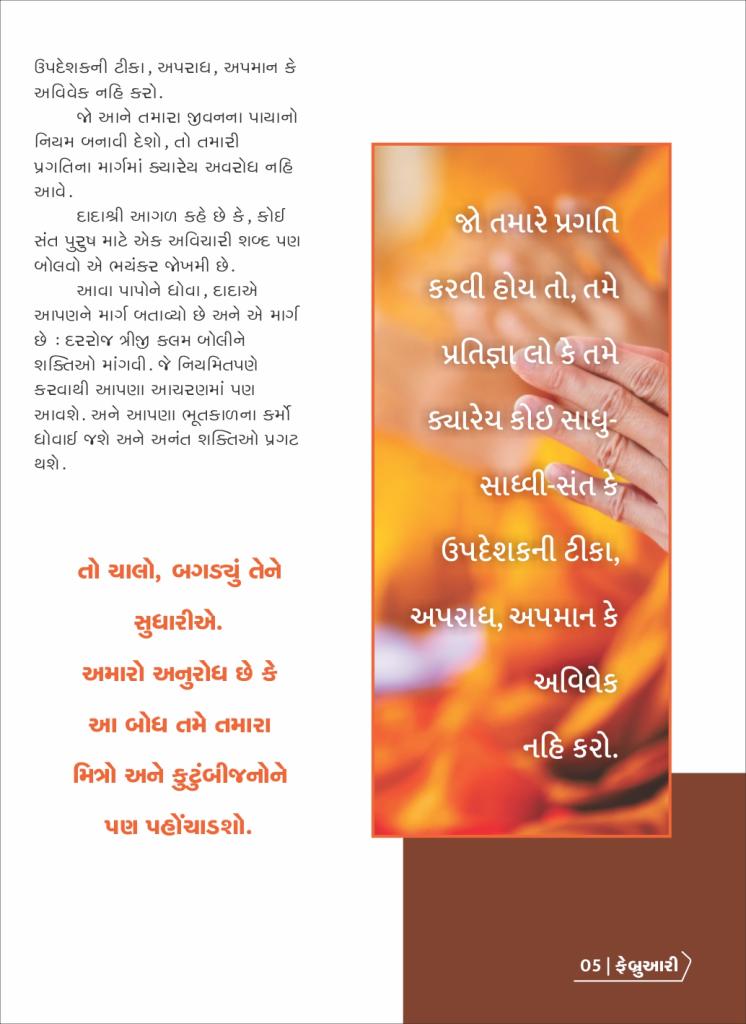 ઉપદેશકની ટીકા, અપરાધ, અપમાન કે
અવિવેક નહિ કરો.
જો આને તમારા જીવનના પાયાનો
નિયમ બનાવી દેશો, તો તમારી
પ્રગતિના માર્ગમાં ક્યારેય અવરોધ નહિ
આવે.
દાદાશ્રી આગળ કહે છે કે, કોઈ
સંત પુરુષ માટે એક અવિચારી શબ્દ પણ
બોલવો એ ભયંકર જોખમી છે.
આવા પાપોને ધોવા, દાદાએ
આપણને માર્ગ બતાવ્યો છે અને એ માર્ગ
છે : દરરોજ ત્રીજી કલમ બોલીને
શક્તિઓ માંગવી. જે નિયમિતપણે
કરવાથી આપણા આચરણમાં પણ
આવશે. અને આપણા ભૂતકાળના કર્મો
ધોવાઈ જશે અને અનંત શક્તિઓ પ્રગટ
થશે.
તો ચાલો, બગડ્યું તેને
સુધારીએ.
અમારો અનુરોધ છે કે
આ બોધ તમે તમારા
મિત્રો અને કુટુંબીજનોને
પણ પહોંચાડશો.
જો તમારે પ્રગતિ
કરવી હોય તો, તમે
પ્રતિજ્ઞા લો કે તમે
ક્યારેય કોઈ સાધુ-
સાધ્વી-સંત કે
ઉપદેશકની ટીકા,
અપરાધ, અપમાન કે
અવિવેક
નહિ કરો.
05 | ફેબ્રુઆરી